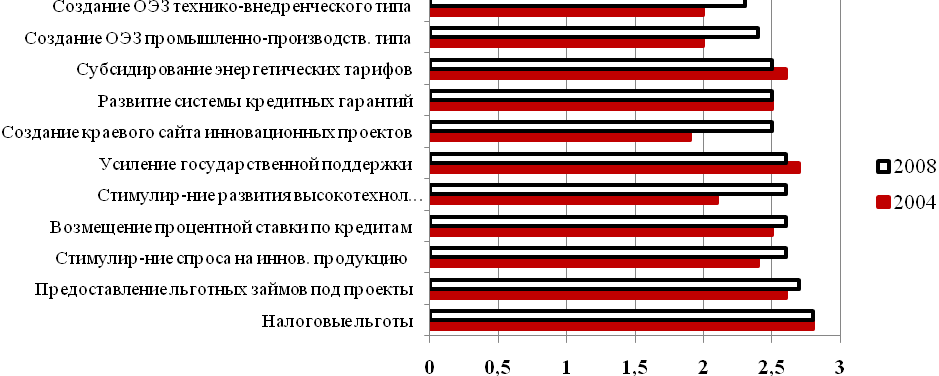 Создание ОЭЗ технико-внедренческого типа
Создание ОЭЗ промышленно-производств. типа
Субсидирование энергетических тарифов
Развитие системы кредитных гарантий
Создание краевого сайта инновационных проектов
Усиление государственной поддержки
Стимулир-ние развития высокотехнол...
Возмещение процентной ставки по кредитам
Стимулир-ние спроса на иннов. продукцию
Предоставление льготных займов под проекты
Налоговые льготы
0 0,5 1 1,5 2 2,5 3
2008
2004